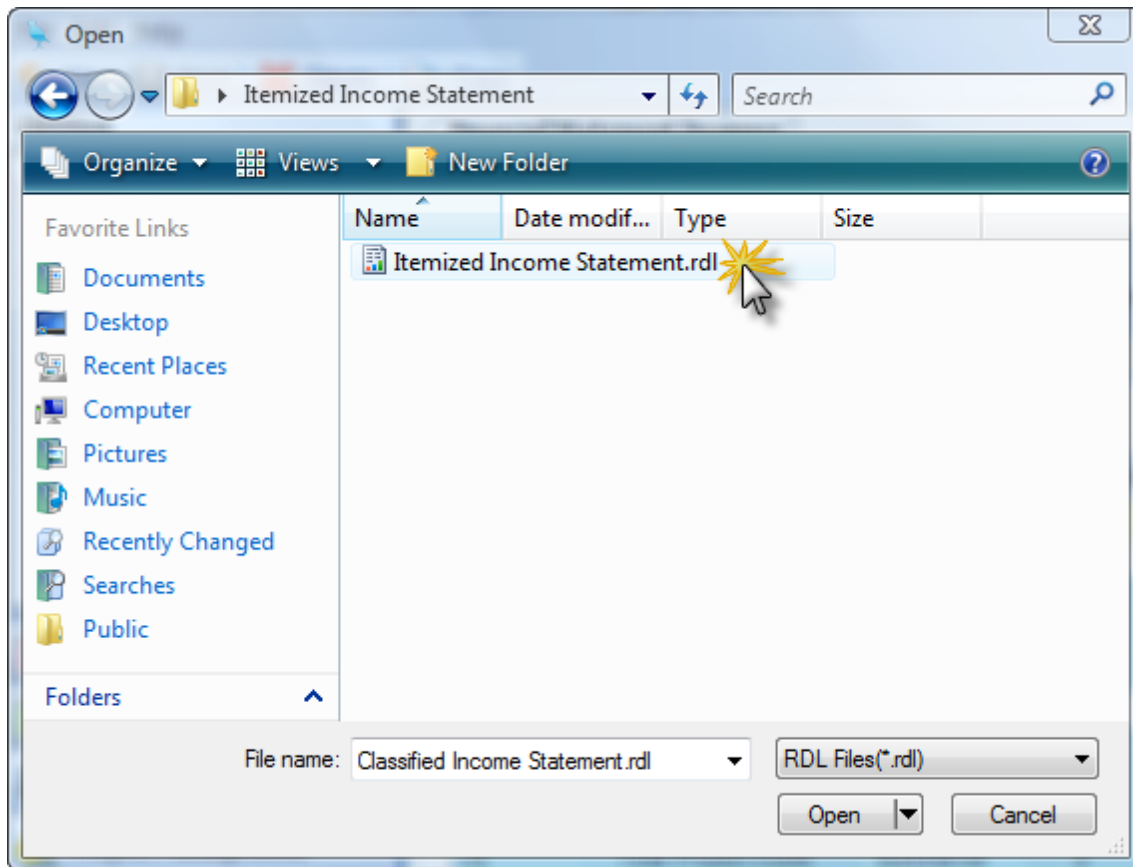 Open
Itemized Income Statement
Search
Organize Views New Folder
Favorite Links
Documents
Desktop
Recent Places
Computer
Pictures
Music
Recently Changed
Searches
Public
Folders
Name Date modif... Type Size
Itemized Income Statement.rdl
File name: Classified Income Statement.rdl RDL Files(*.rdl)
Open Cancel